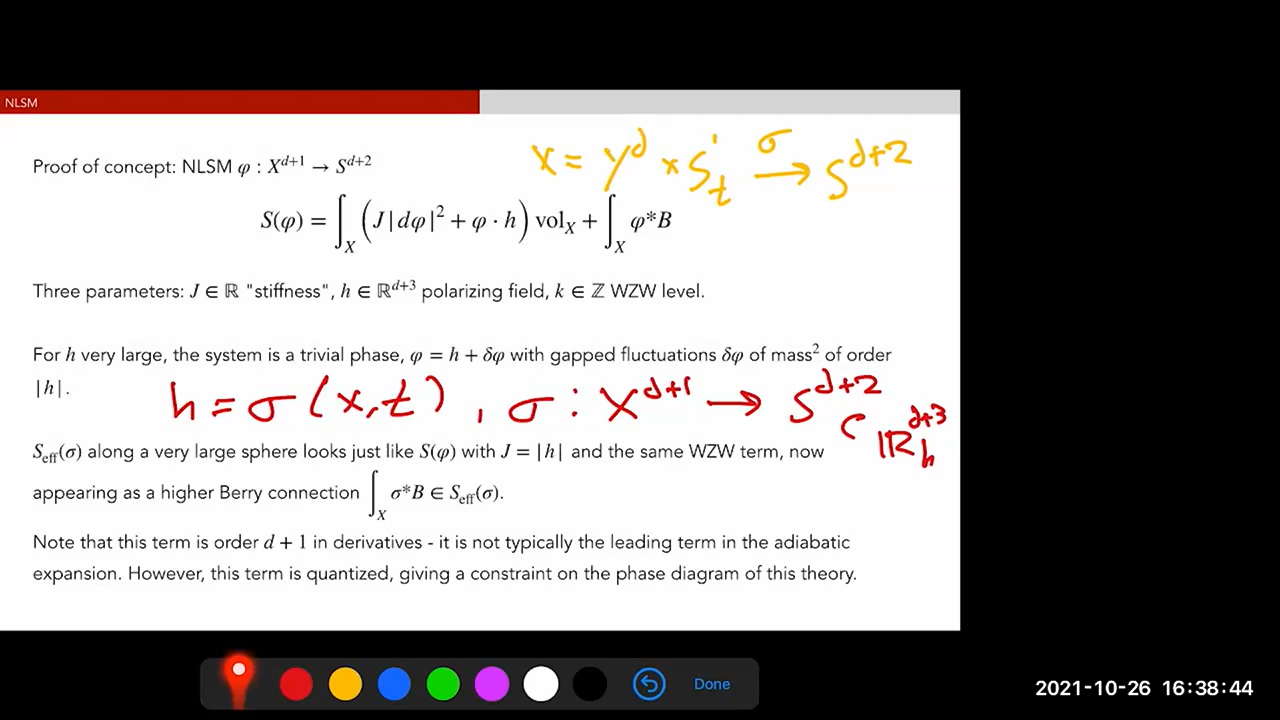 NLSM
X = Y^d × S^1_t →^σ S^{d+2}
Proof of concept: NLSM φ : X^{d+1} → S^{d+2}
S(φ) = ∫_X (J|dφ|^2 + φ · h) vol_X + ∫_X φ*B
Three parameters: J ∈ ℝ "stiffness", h ∈ ℝ^{d+3} polarizing field, k ∈ ℤ WZW level.
For h very large, the system is a trivial phase, φ = h + δφ with gapped fluctuations δφ of mass^2 of order
|h|.
h = σ(x,t), σ : X^{d+1} → S^{d+2}
⊂ ℝ^{d+3}_h
S_eff(σ) along a very large sphere looks just like S(φ) with J = |h| and the same WZW term, now
appearing as a higher Berry connection ∫_X σ*B ∈ S_eff(σ).
Note that this term is order d + 1 in derivatives - it is not typically the leading term in the adiabatic
expansion. However, this term is quantized, giving a constraint on the phase diagram of this theory.
Done
2021-10-26 16:38:44